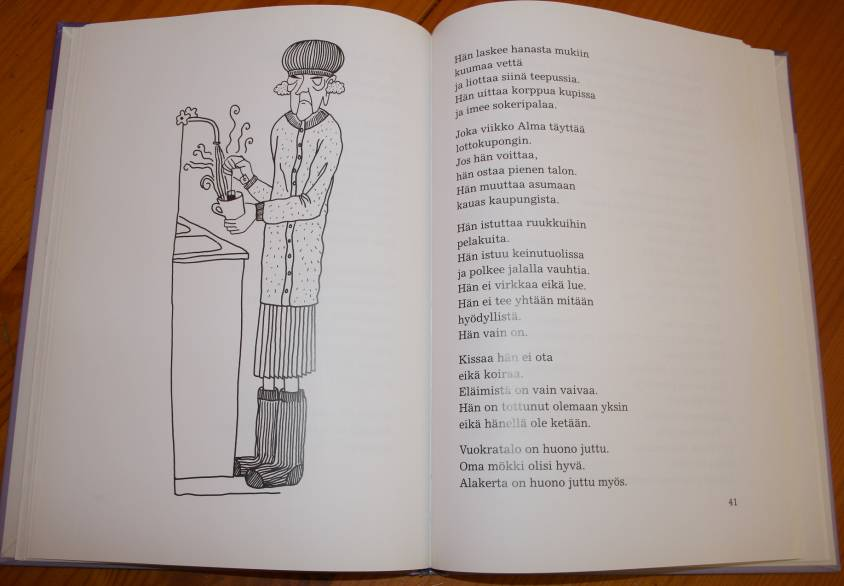 Hän laskee hanasta mukiin
kuumaa vettä
ja liottaa siinä teepussia.
Hän uittaa korppua kupissa
ja imee sokeripalaa.
Joka viikko Alma täyttää
lottokupongin.
Jos hän voittaa,
hän ostaa pienen talon.
Hän muuttaa asumaan
kauas kaupungista.
Hän istuttaa ruukkuihin
pelakuita.
Hän istuu keinutuolissa
ja polkee jalalla vauhtia.
Hän ei virkkaa eikä lue.
Hän ei tee yhtään mitään
hyödyllistä.
Hän vain on.
Kissaa hän ei ota
eikä koiraa.
Eläimistä on vain vaivaa.
Hän on tottunut olemaan yksin
eikä hänellä ole ketään.
Vuokratalo on huono juttu.
Oma mökki olisi hyvä.
Alakerta on huono juttu myös.
41